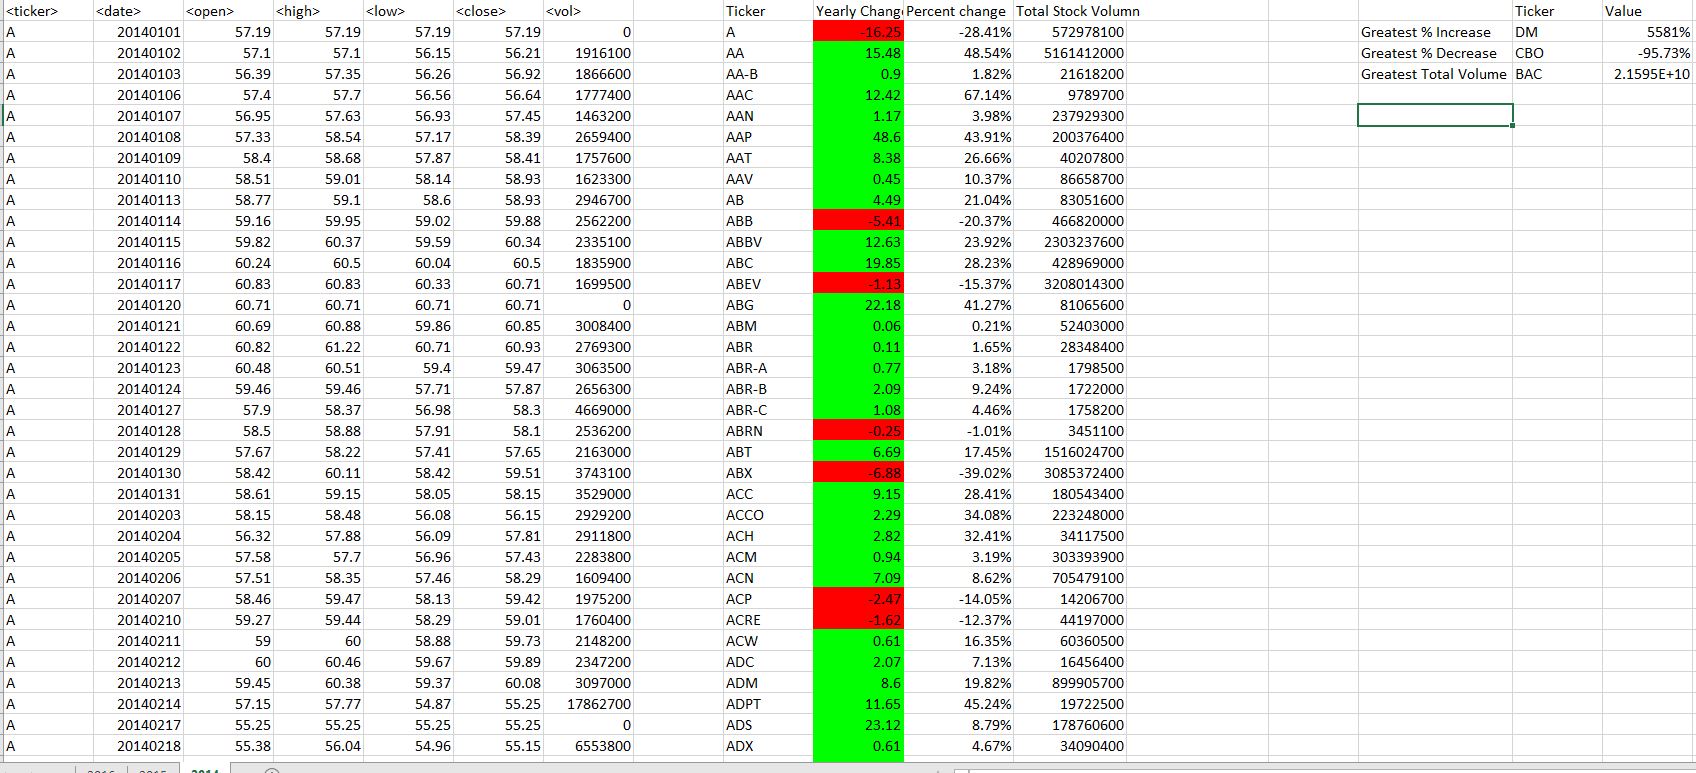 <ticker> <date> <open> <high> <low> <close> <vol> Ticker Yearly Chang Percent change Total Stock Volumn Ticker Value
A 20140101 57.19 57.19 57.19 57.19 0 A -16.25 -28.41% 572978100 Greatest % Increase DM 5581%
A 20140102 57.1 57.1 56.15 56.21 1916100 AA 15.48 48.54% 5161412000 Greatest % Decrease CBO -95.73%
A 20140103 56.39 57.35 56.26 56.92 1866600 AA-B 0.9 1.82% 21618200 Greatest Total Volume BAC 2.1595E+10
A 20140106 57.4 57.7 56.56 56.64 1777400 AAC 12.42 67.14% 9789700
A 20140107 56.95 57.63 56.93 57.45 1463200 AAN 1.17 3.98% 237929300
A 20140108 57.33 58.54 57.17 58.39 2659400 AAP 48.6 43.91% 200376400
A 20140109 58.4 58.68 57.87 58.41 1757600 AAT 8.38 26.66% 40207800
A 20140110 58.51 59.01 58.14 58.93 1623300 AAV 0.45 10.37% 86658700
A 20140113 58.77 59.1 58.6 58.93 2946700 AB 4.49 21.04% 83051600
A 20140114 59.16 59.95 59.02 59.88 2562200 ABB -5.41 -20.37% 466820000
A 20140115 59.82 60.37 59.59 60.34 2335100 ABBV 12.63 23.92% 2303237600
A 20140116 60.24 60.5 60.04 60.5 1835900 ABC 19.85 28.23% 428969000
A 20140117 60.83 60.83 60.33 60.71 1699500 ABEV -1.13 -15.37% 3208014300
A 20140120 60.71 60.71 60.71 60.71 0 ABG 22.18 41.27% 81065600
A 20140121 60.69 60.88 59.86 60.85 3008400 ABM 0.06 0.21% 52403000
A 20140122 60.82 61.22 60.71 60.93 2769300 ABR 0.11 1.65% 28348400
A 20140123 60.48 60.51 59.4 59.47 3063500 ABR-A 0.77 3.18% 1798500
A 20140124 59.46 59.46 57.71 57.87 2656300 ABR-B 2.09 9.24% 1722000
A 20140127 57.9 58.37 56.98 58.3 4669000 ABR-C 1.08 4.46% 1758200
A 20140128 58.5 58.88 57.91 58.1 2536200 ABRN -0.25 -1.01% 3451100
A 20140129 57.67 58.22 57.41 57.65 2163000 ABT 6.69 17.45% 1516024700
A 20140130 58.42 60.11 58.42 59.51 3743100 ABX -6.88 -39.02% 3085372400
A 20140131 58.61 59.15 58.05 58.15 3529000 ACC 9.15 28.41% 180543400
A 20140203 58.15 58.48 56.08 56.15 2929200 ACCO 2.29 34.08% 223248000
A 20140204 56.32 57.88 56.09 57.81 2911800 ACH 2.82 32.41% 34117500
A 20140205 57.58 57.7 56.96 57.43 2283800 ACM 0.94 3.19% 303393900
A 20140206 57.51 58.35 57.46 58.29 1609400 ACN 7.09 8.62% 705479100
A 20140207 58.46 59.47 58.13 59.42 1975200 ACP -2.47 -14.05% 14206700
A 20140210 59.27 59.44 58.29 59.01 1760400 ACRE -1.62 -12.37% 44197000
A 20140211 59 60 58.88 59.73 2148200 ACW 0.61 16.35% 60360500
A 20140212 60 60.46 59.67 59.89 2347200 ADC 2.07 7.13% 16456400
A 20140213 59.45 60.38 59.37 60.08 3097000 ADM 8.6 19.82% 899905700
A 20140214 57.15 57.77 54.87 55.25 17862700 ADPT 11.65 45.24% 19722500
A 20140217 55.25 55.25 55.25 55.25 0 ADS 23.12 8.79% 178760600
A 20140218 55.38 56.04 54.96 55.15 6553800 ADX 0.61 4.67% 34090400
2016 2015 2014